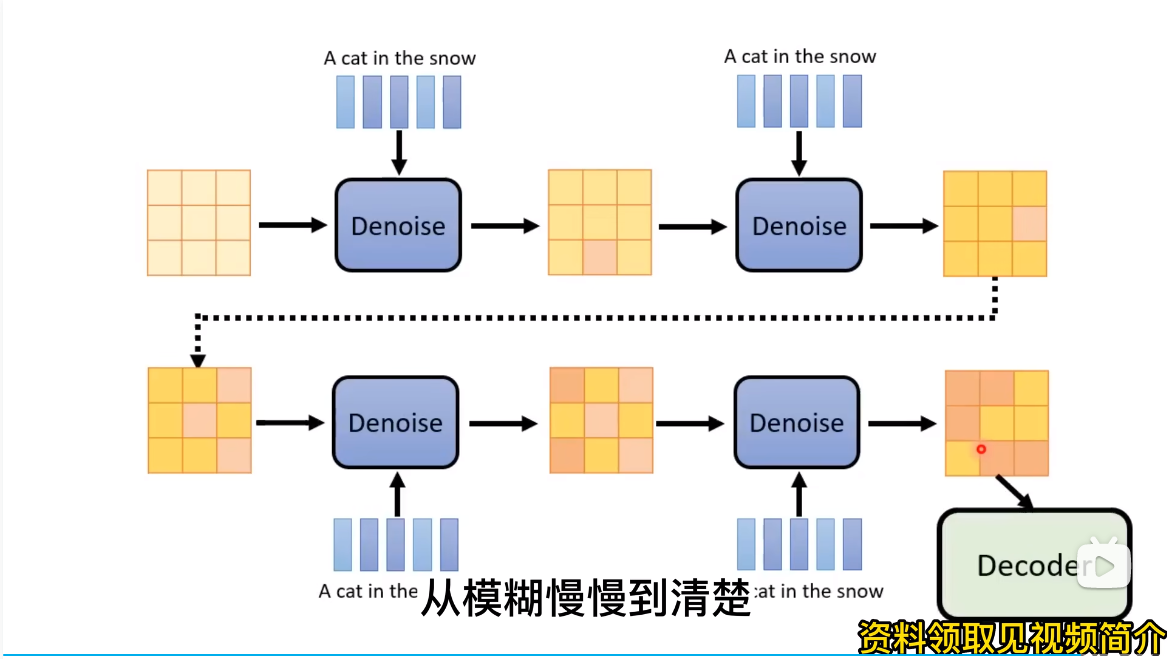 A cat in the snow
A cat in the snow
Denoise
Denoise
Denoise
Denoise
Decoder
A cat in the
cat in the snow
从模糊慢慢到清楚
资料领取见视频简介